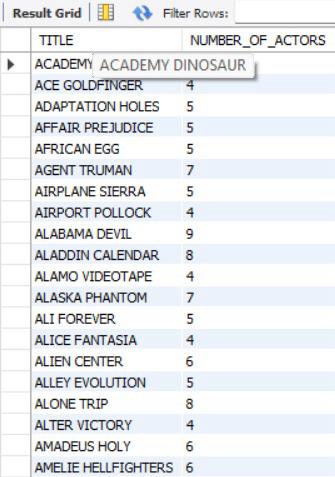 Result Grid Filter Rows:
TITLE NUMBER_OF_ACTORS
ACADEMY ACADEMY DINOSAUR
ACE GOLDFINGER 4
ADAPTATION HOLES 5
AFFAIR PREJUDICE 5
AFRICAN EGG 5
AGENT TRUMAN 7
AIRPLANE SIERRA 5
AIRPORT POLLOCK 4
ALABAMA DEVIL 9
ALADDIN CALENDAR 8
ALAMO VIDEOTAPE 4
ALASKA PHANTOM 7
ALI FOREVER 5
ALICE FANTASIA 4
ALIEN CENTER 6
ALLEY EVOLUTION 5
ALONE TRIP 8
ALTER VICTORY 4
AMADEUS HOLY 6
AMELIE HELLFIGHTERS 6